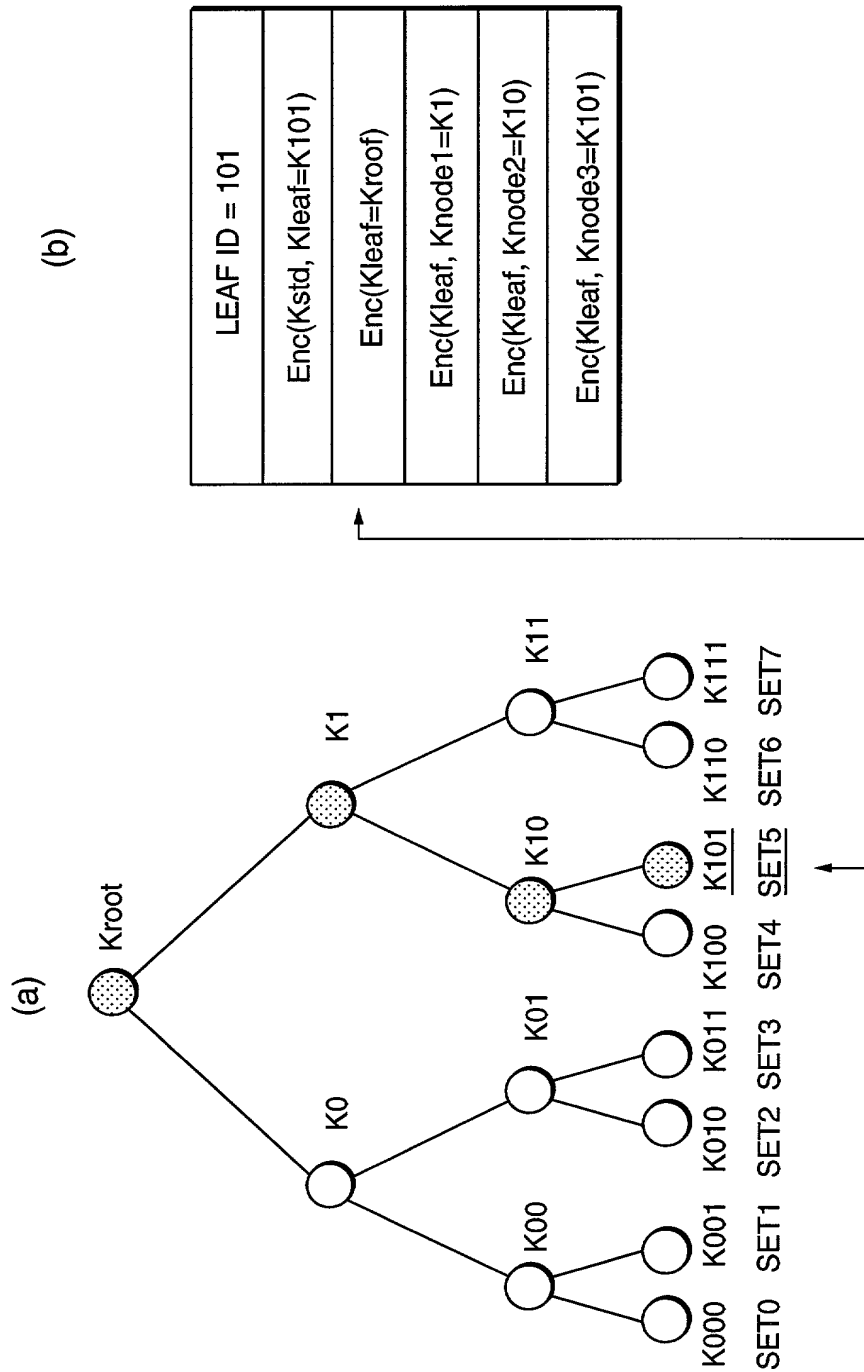 (a)
Kroot
K0
K1
K00
K01
K10
K11
K000 K001 K010 K011 K100 K101 K110 K111
SET0 SET1 SET2 SET3 SET4 SET5 SET6 SET7
(b)
LEAF ID = 101
Enc(Kstd, Kleaf=K101)
Enc(Kleaf=Kroof)
Enc(Kleaf, Knode1=K1)
Enc(Kleaf, Knode2=K10)
Enc(Kleaf, Knode3=K101)